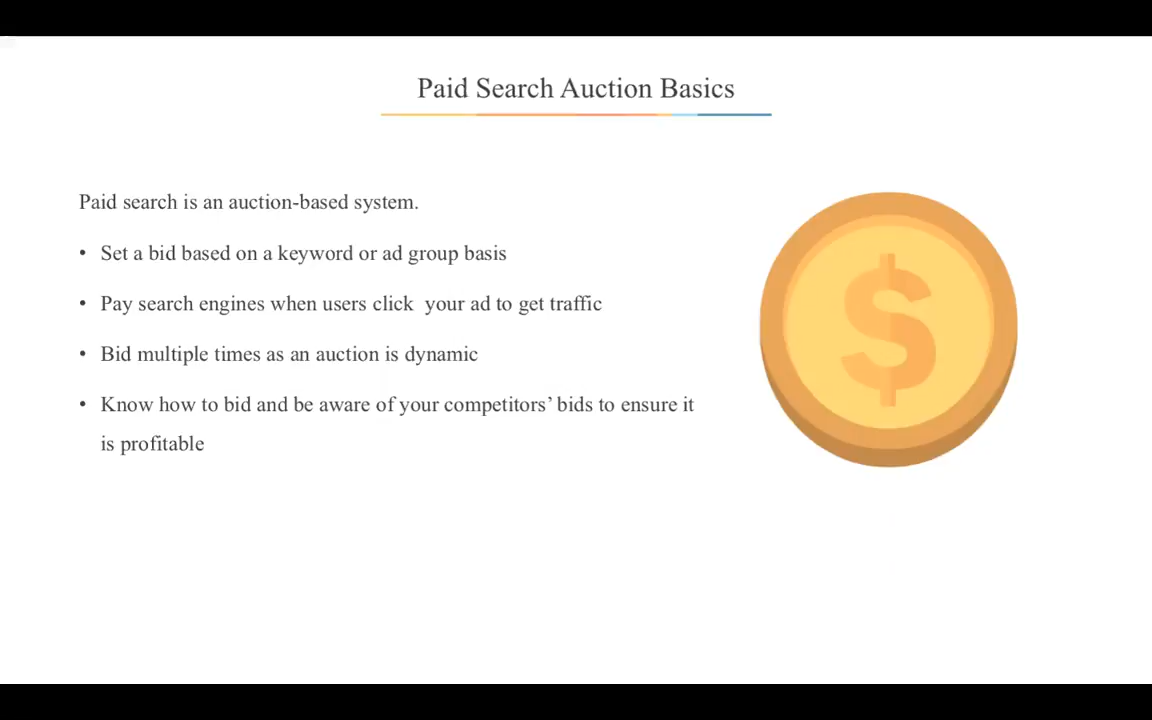 Paid Search Auction Basics
Paid search is an auction-based system.
• Set a bid based on a keyword or ad group basis
• Pay search engines when users click  your ad to get traffic
• Bid multiple times as an auction is dynamic
• Know how to bid and be aware of your competitors’ bids to ensure it
is profitable
$